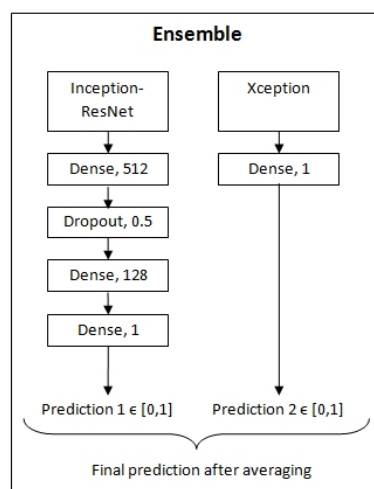 Ensemble
Inception-
ResNet
Dense, 512
Dropout, 0.5
Dense, 128
Dense, 1
Prediction 1 ϵ [0,1]
Xception
Dense, 1
Prediction 2 ϵ [0,1]
Final prediction after averaging